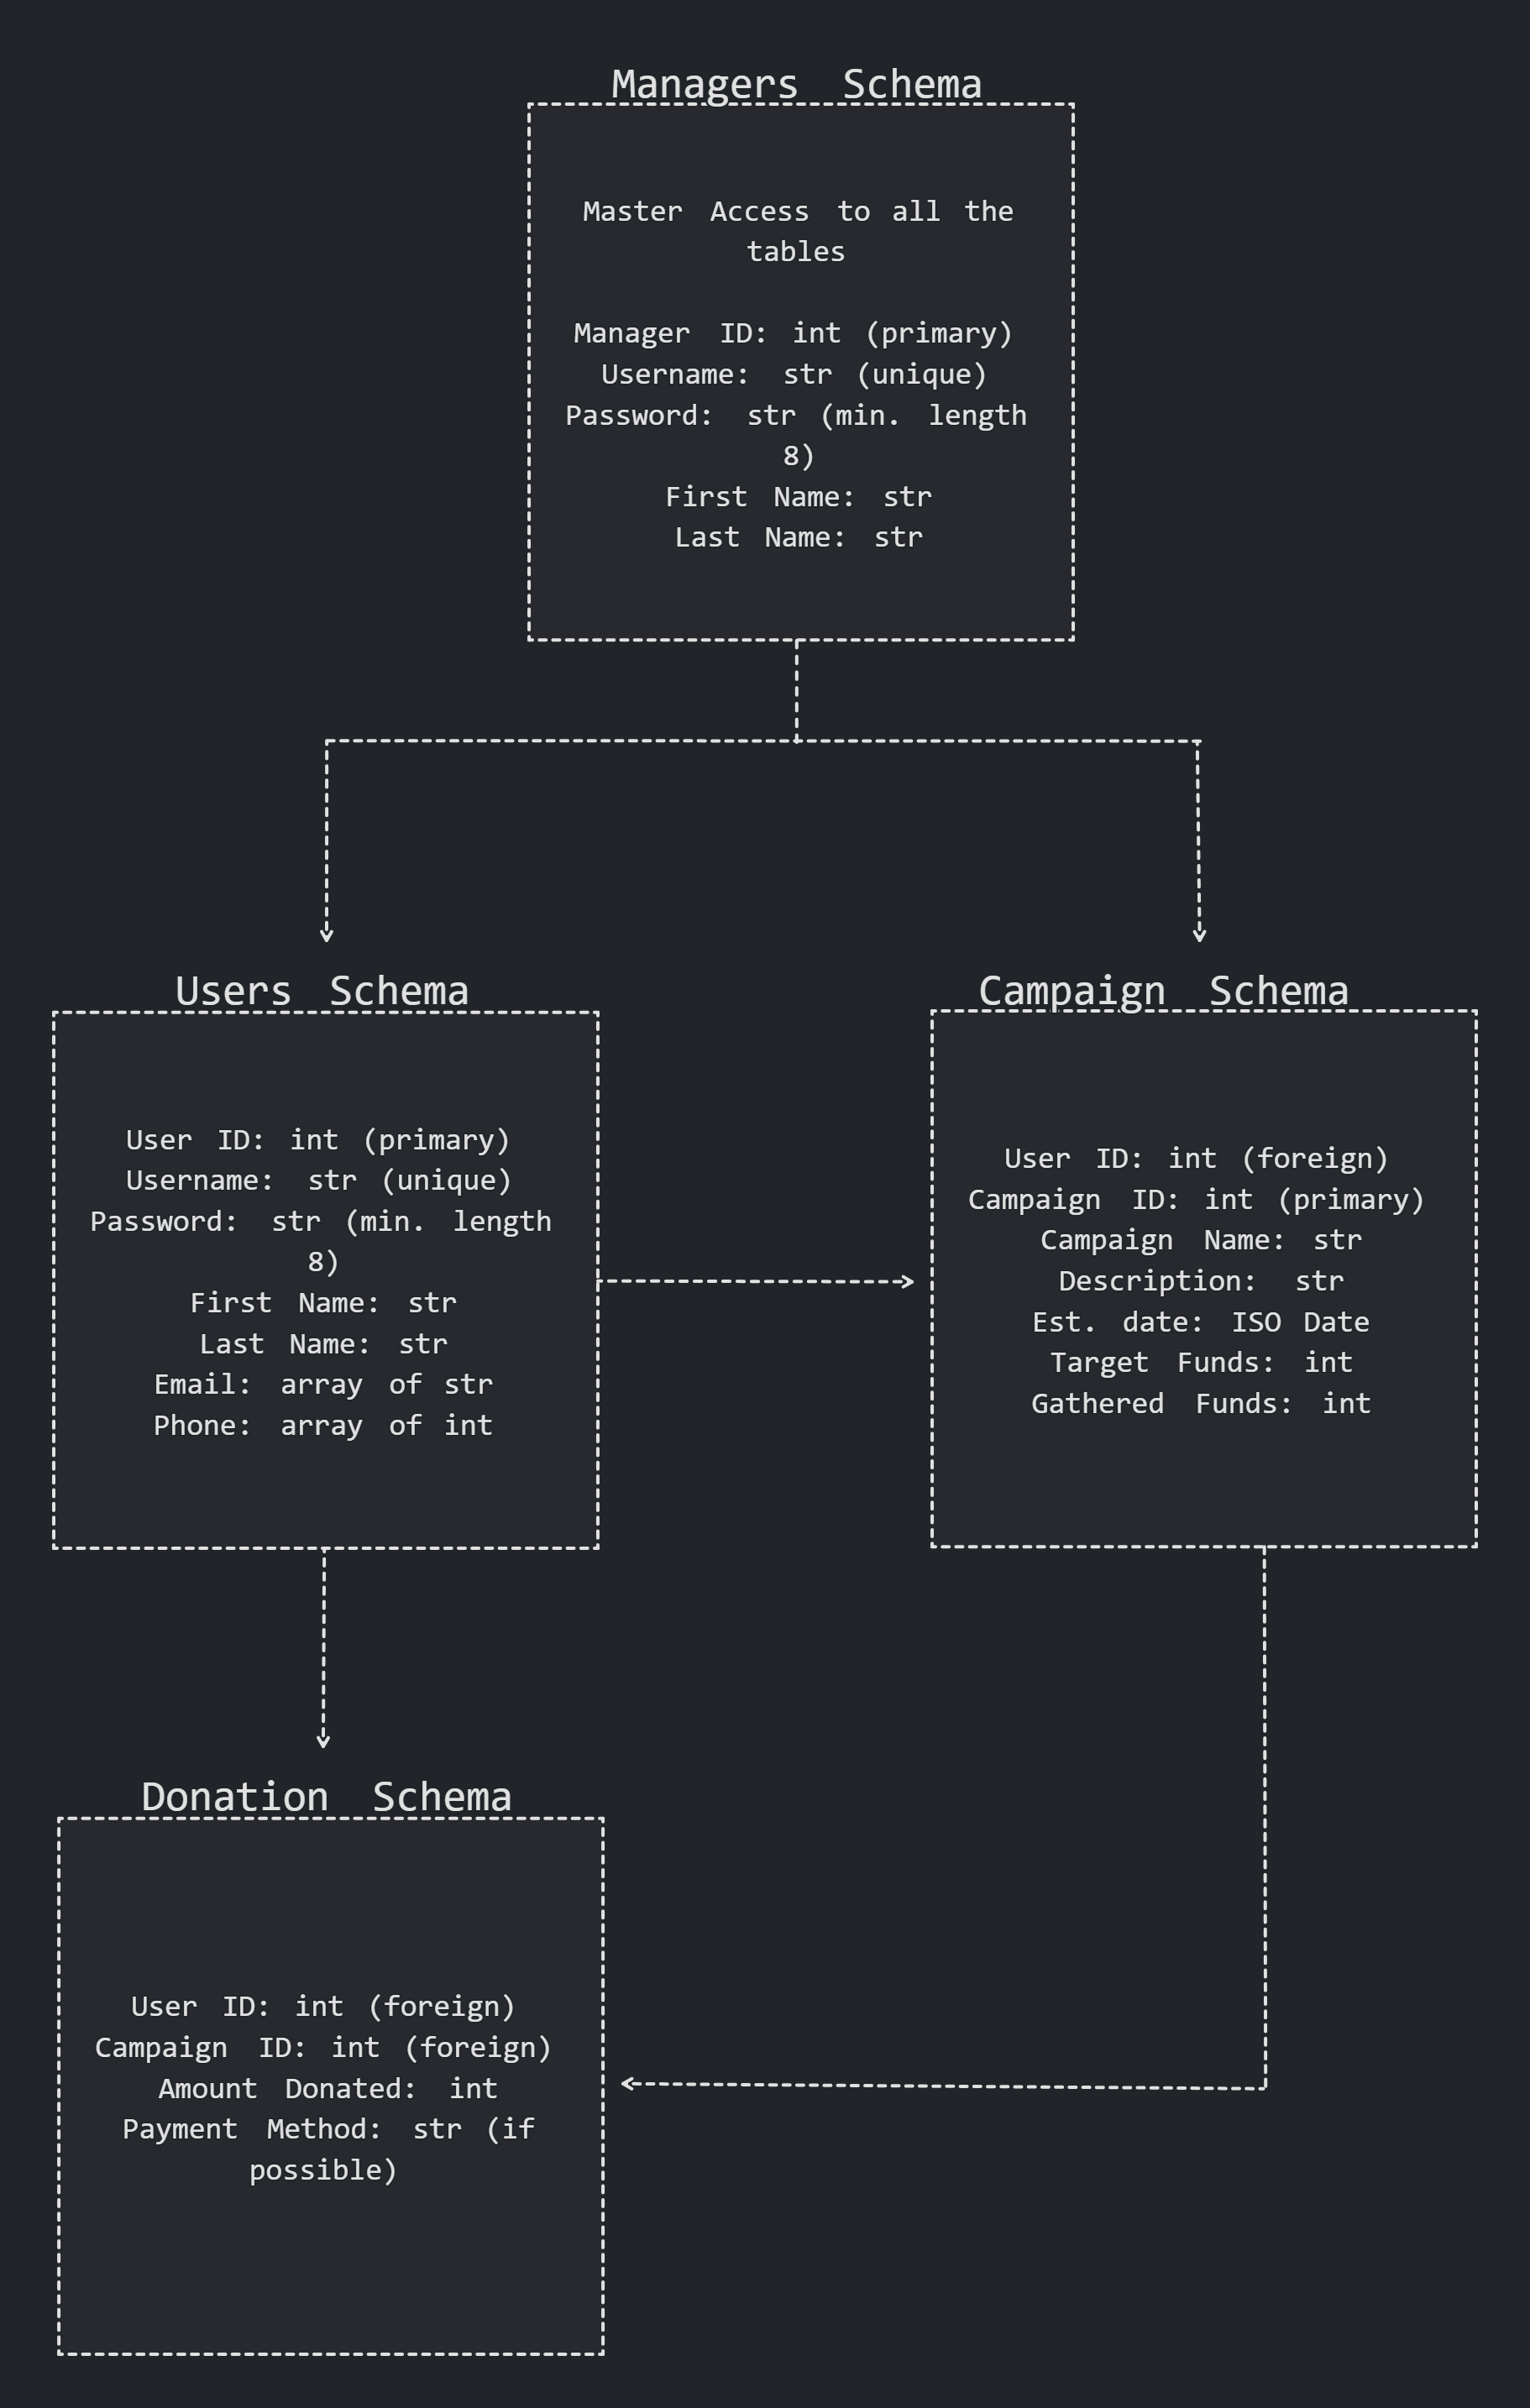 Managers Schema
Master Access to all the
tables
Manager ID: int (primary)
Username: str (unique)
Password: str (min. length
8)
First Name: str
Last Name: str
Users Schema
User ID: int (primary)
Username: str (unique)
Password: str (min. length
8)
First Name: str
Last Name: str
Email: array of str
Phone: array of int
Campaign Schema
User ID: int (foreign)
Campaign ID: int (primary)
Campaign Name: str
Description: str
Est. date: ISO Date
Target Funds: int
Gathered Funds: int
Donation Schema
User ID: int (foreign)
Campaign ID: int (foreign)
Amount Donated: int
Payment Method: str (if
possible)